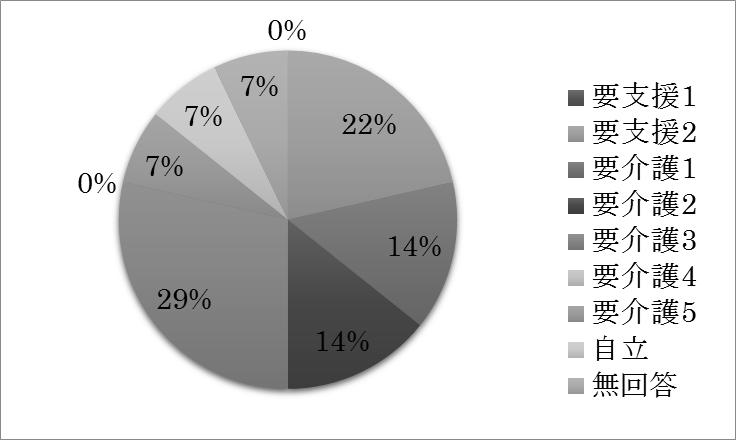 0%
22%
14%
14%
29%
0%
7%
7%
7%
要支援1
要支援2
要介護1
要介護2
要介護3
要介護4
要介護5
自立
無回答